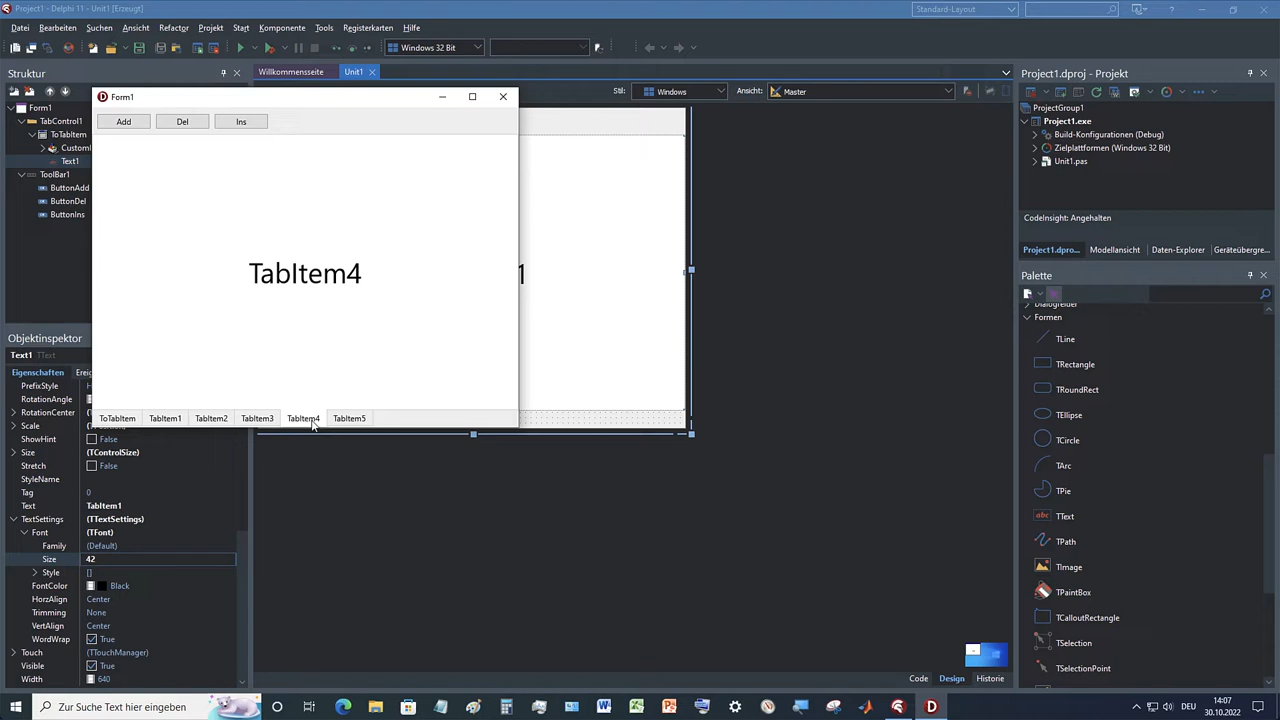 Project1 - Delphi 11 - Unit1 [Erzeugt]
Standard-Layout
Datei Bearbeiten Suchen Ansicht Refactor Projekt Start Komponente Tools Registerkarten Hilfe
Windows 32 Bit
Struktur
Willkommensseite
Unit1
Project1.dproj - Projekt
Form1
Stil:
Windows
Ansicht:
Master
Form1
TabControl1
ToTabItem
Text1
ToolBar1
ButtonAdd
ButtonDel
ButtonIns
Add
Del
Ins
TabItem4
1
ToTabItem
TabItem1
TabItem2
TabItem3
TabItem4
TabItem5
ProjectGroup1
Project1.exe
Build-Konfigurationen (Debug)
Zielplattformen (Windows 32 Bit)
Unit1.pas
CodeInsight: Angehalten
Project1.dpro...
Modellansicht
Daten-Explorer
Geräteübergre...
Palette
Formen
TLine
TRectangle
TRoundRect
TEllipse
TCircle
TArc
TPie
TText
TPath
TImage
TPaintBox
TCalloutRectangle
TSelection
TSelectionPoint
Objektinspektor
Text1 TText
Eigenschaften
PrefixStyle
RotationAngle
RotationCenter
Scale
ShowHint False
Size (TControlSize)
Stretch False
StyleName
Tag 0
Text TabItem1
TextSettings (TTextSettings)
Font (TFont)
Family (Default)
Size 42
Style []
FontColor Black
HorzAlign Center
Trimming None
VertAlign Center
WordWrap True
Touch (TTouchManager)
Visible True
Width 640
Code
Design
Historie
Zur Suche Text hier eingeben
DEU
14:07
30.10.2022